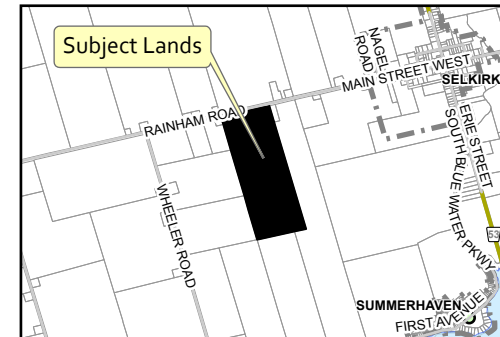 Subject Lands
NAGEL
ROAD
MAIN STREET WEST
SELKIRK
RAINHAM ROAD
ERIE STREET
SOUTH BLUE WATER PKWY
WHEELER ROAD
53
SUMMERHAVEN
FIRST AVENUE